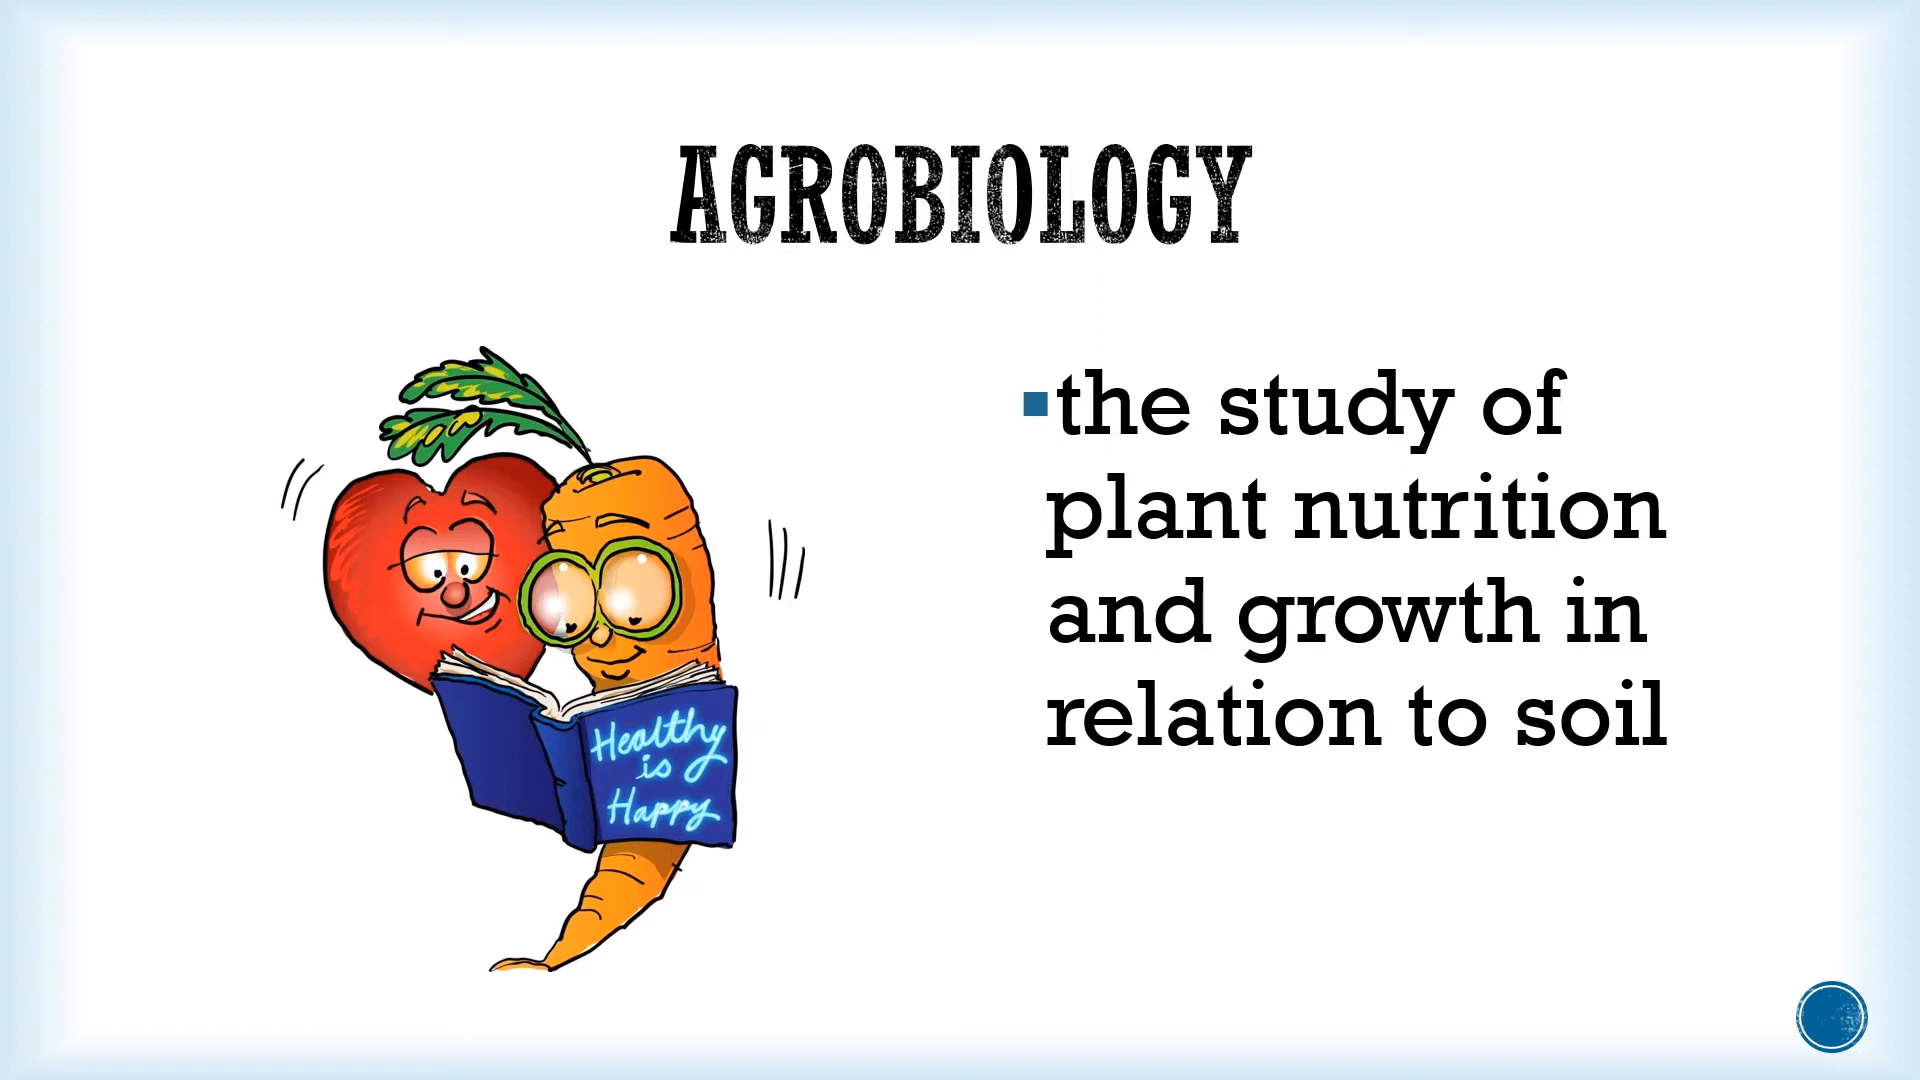 AGROBIOLOGY
▪the study of
plant nutrition
and growth in
relation to soil
Healthy
is
Happy